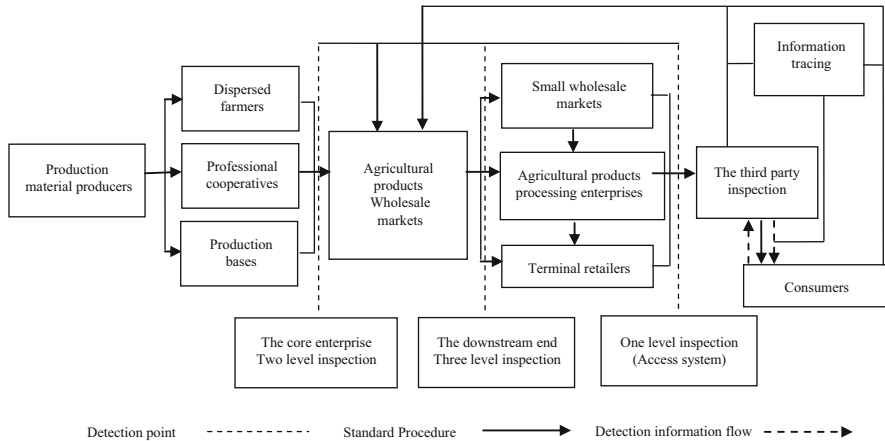 Information
tracing
Dispersed
farmers
Small wholesale
markets
Production
material producers
Professional
cooperatives
Agricultural
products
Wholesale
markets
Agricultural products
processing enterprises
The third party
inspection
Production
bases
Terminal retailers
Consumers
The core enterprise
Two level inspection
The downstream end
Three level inspection
One level inspection
(Access system)
Detection point
Standard Procedure
Detection information flow